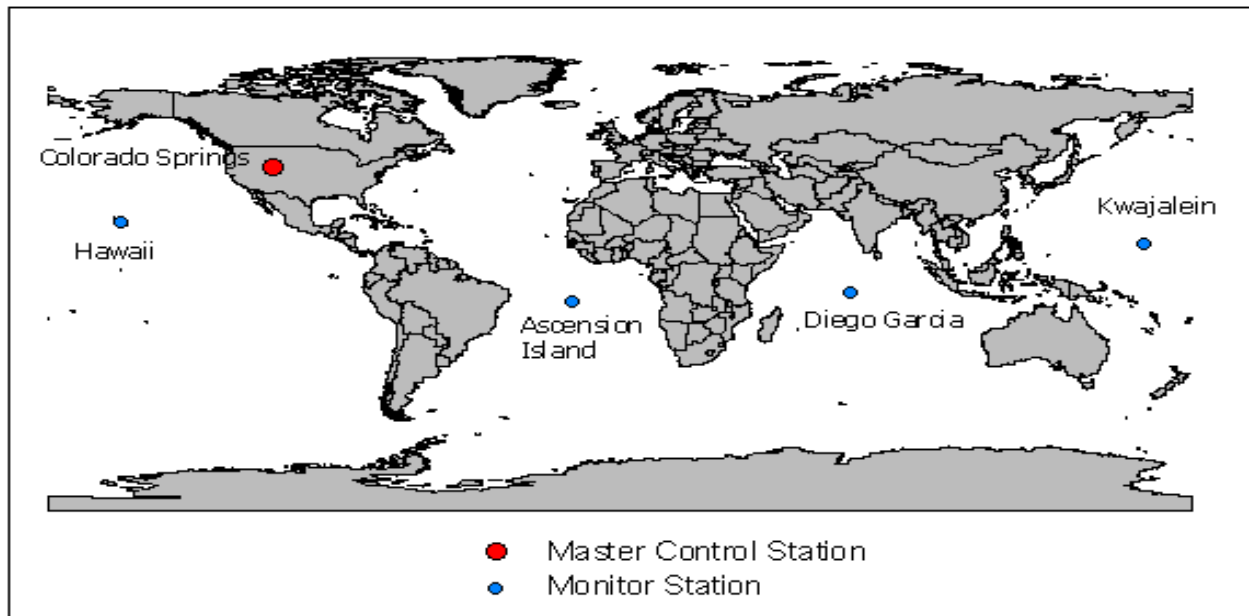 Colorado Springs
Kwajalein
Hawaii
Ascension
Island
Diego Garcia
Master Control Station
Monitor Station